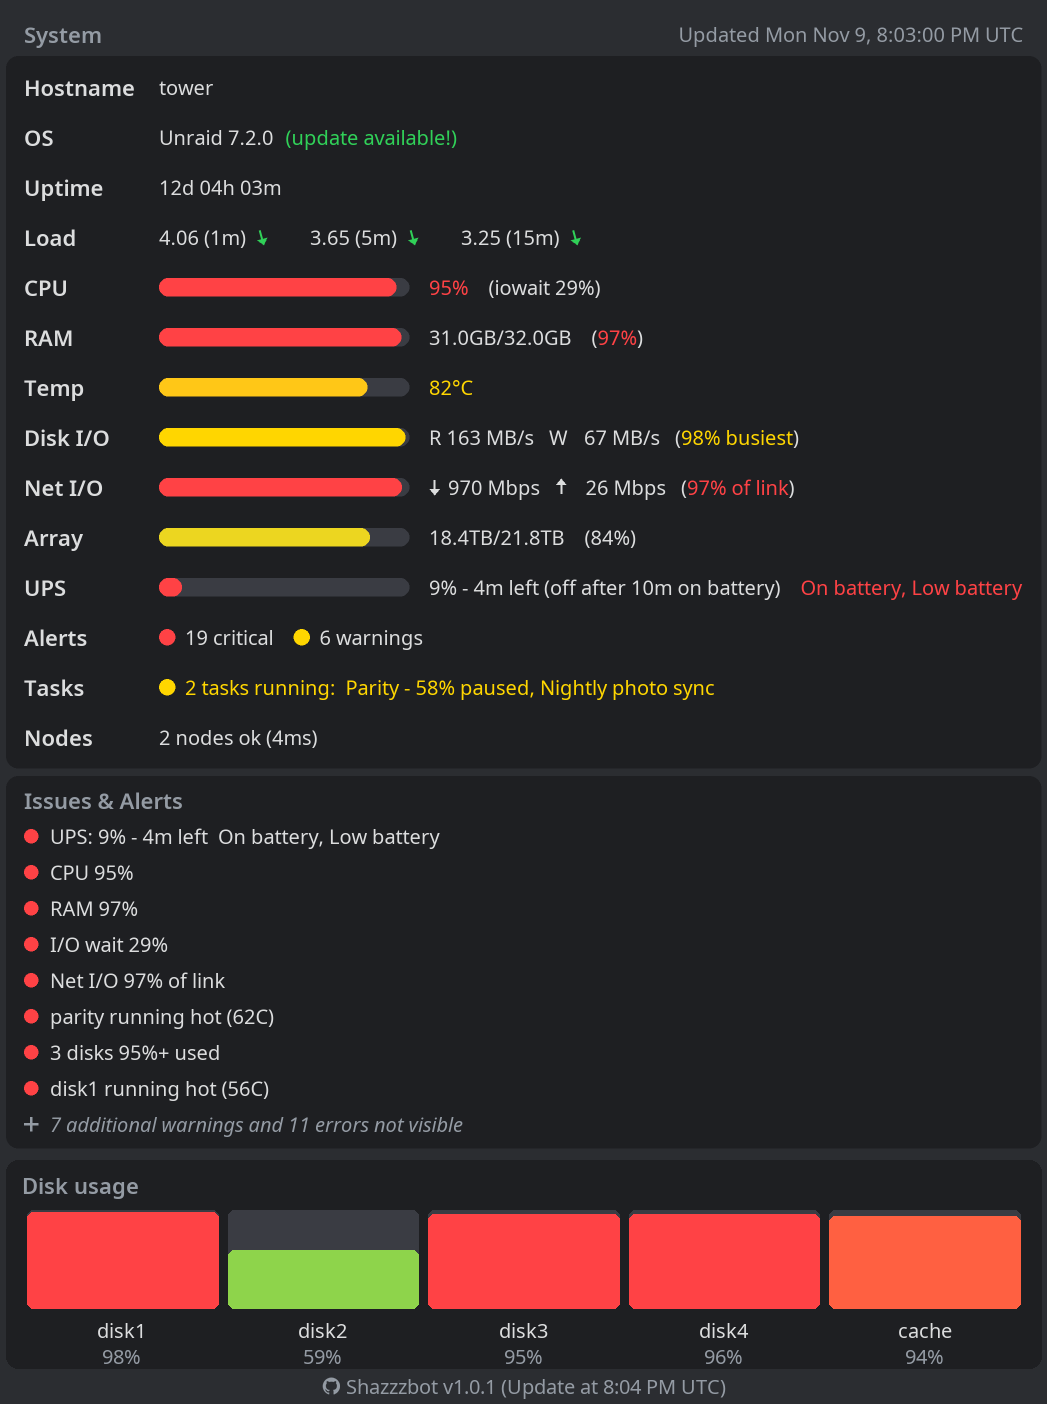 System Updated Mon Nov 9, 8:03:00 PM UTC
Hostname tower
OS Unraid 7.2.0 (update available!)
Uptime 12d 04h 03m
Load 4.06 (1m) ↓ 3.65 (5m) ↓ 3.25 (15m) ↓
CPU 95% (iowait 29%)
RAM 31.0GB/32.0GB (97%)
Temp 82°C
Disk I/O R 163 MB/s W 67 MB/s (98% busiest)
Net I/O ↓ 970 Mbps ↑ 26 Mbps (97% of link)
Array 18.4TB/21.8TB (84%)
UPS 9% - 4m left (off after 10m on battery) On battery, Low battery
Alerts 19 critical 6 warnings
Tasks 2 tasks running: Parity - 58% paused, Nightly photo sync
Nodes 2 nodes ok (4ms)
Issues & Alerts
UPS: 9% - 4m left On battery, Low battery
CPU 95%
RAM 97%
I/O wait 29%
Net I/O 97% of link
parity running hot (62C)
3 disks 95%+ used
disk1 running hot (56C)
+ 7 additional warnings and 11 errors not visible
Disk usage
disk1 disk2 disk3 disk4 cache
98% 59% 95% 96% 94%
Shazzzbot v1.0.1 (Update at 8:04 PM UTC)